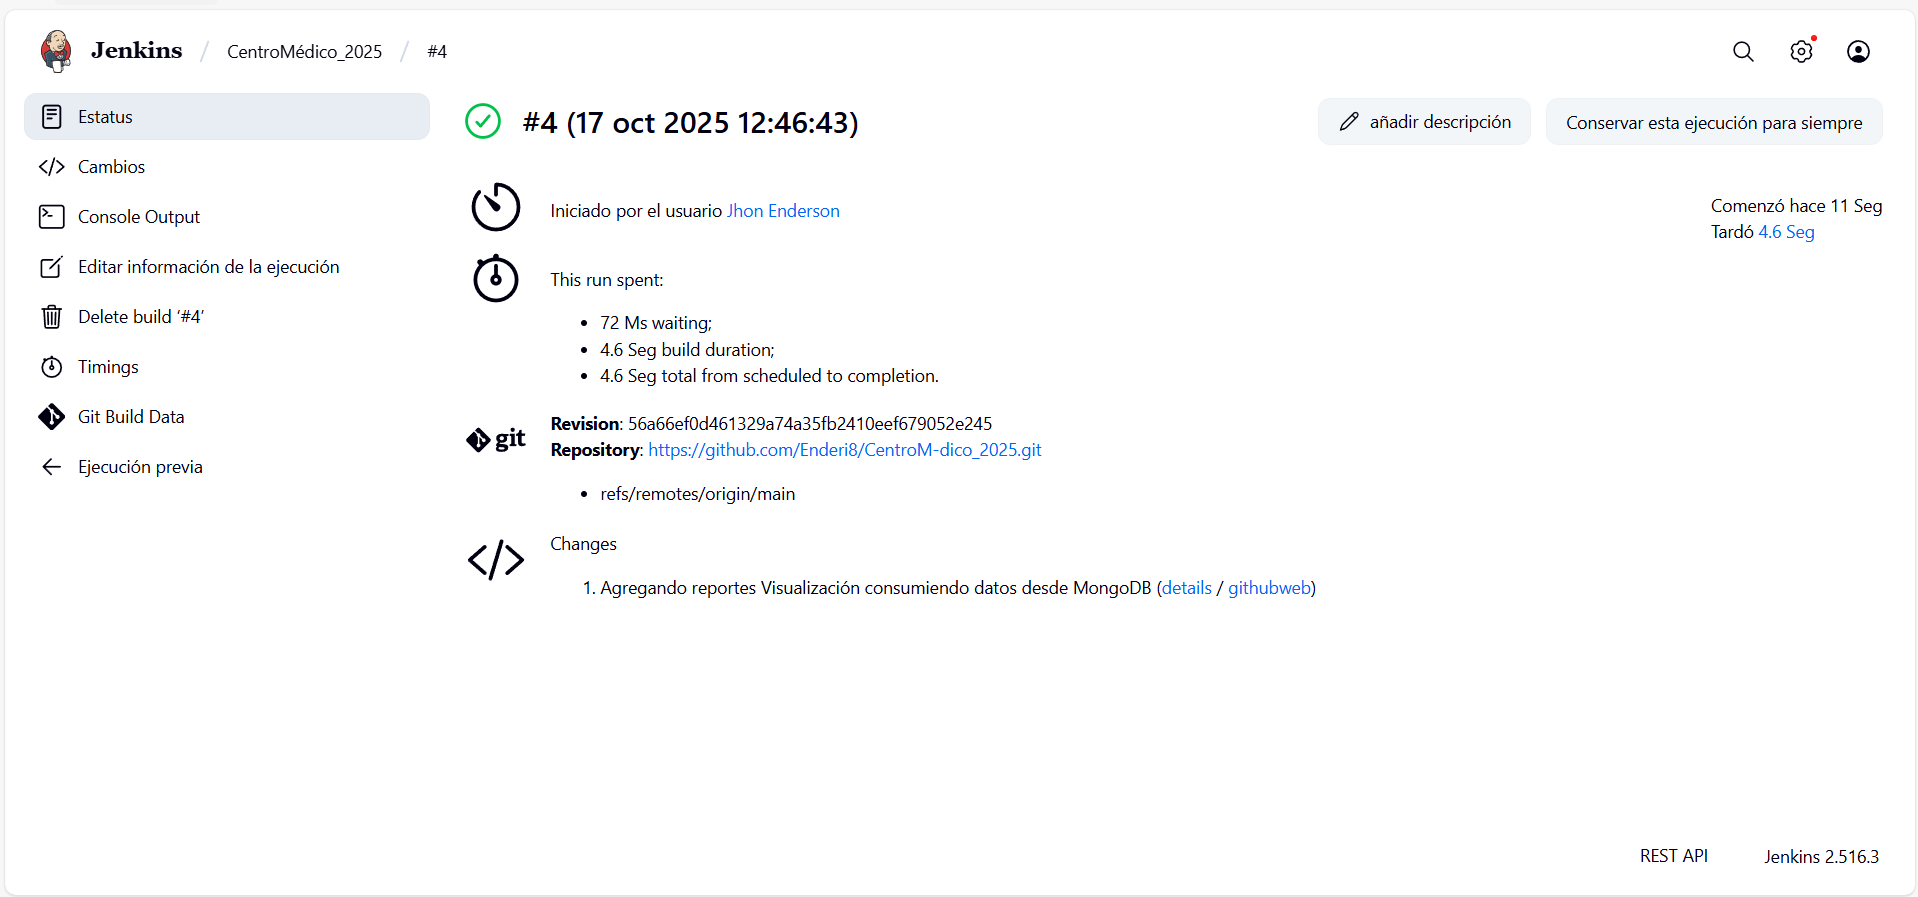 Jenkins / CentroMédico_2025 / #4
Estatus
Cambios
Console Output
Editar información de la ejecución
Delete build ‘#4’
Timings
Git Build Data
Ejecución previa
#4 (17 oct 2025 12:46:43)
añadir descripción
Conservar esta ejecución para siempre
Iniciado por el usuario Jhon Enderson
Comenzó hace 11 Seg
Tardó 4.6 Seg
This run spent:
• 72 Ms waiting;
• 4.6 Seg build duration;
• 4.6 Seg total from scheduled to completion.
git
Revision: 56a66ef0d461329a74a35fb2410eef679052e245
Repository: https://github.com/Enderi8/CentroM-dico_2025.git
• refs/remotes/origin/main
Changes
1. Agregando reportes Visualización consumiendo datos desde MongoDB (details / githubweb)
REST API
Jenkins 2.516.3